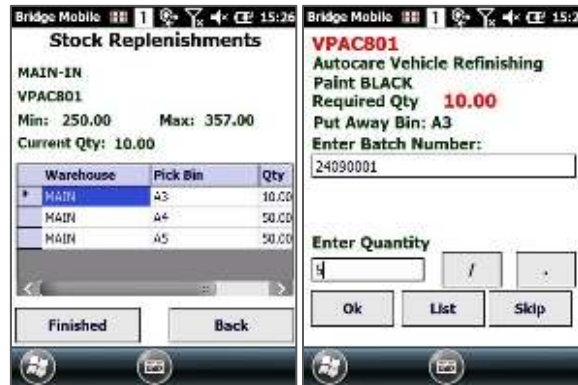 Bridge Mobile 1 15:26
Stock Replenishments
MAIN-IN
VPAC801
Min: 250.00 Max: 357.00
Current Qty: 10.00
Warehouse Pick Bin Qty
MAIN A3 10.00
MAIN A4 50.00
MAIN A5 50.00
Finished Back
Bridge Mobile 1 15:2
VPAC801
Autocare Vehicle Refinishing
Paint BLACK
Required Qty 10.00
Put Away Bin: A3
Enter Batch Number:
24090001
Enter Quantity
5 / .
Ok List Skip